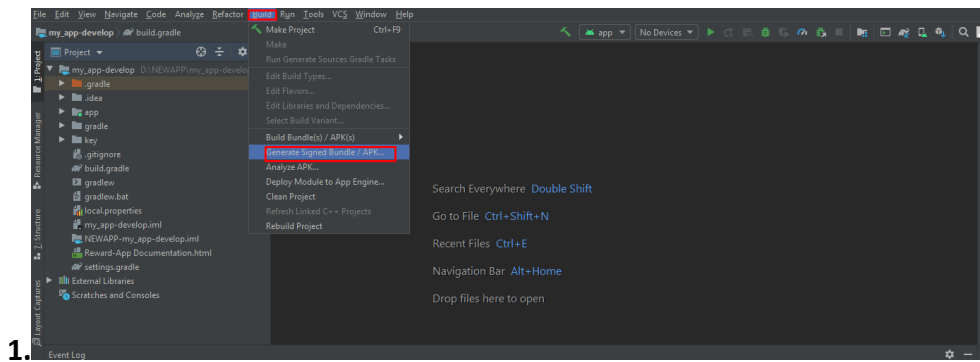 File Edit View Navigate Code Analyze Refactor Build Run Tools VCS Window Help
my_app-develop build.gradle
app
No Devices
Project
my_app-develop D:\NEWAPP\my_app-develop
.gradle
.idea
app
gradle
key
.gitignore
build.gradle
gradlew
gradlew.bat
local.properties
my_app-develop.iml
NEWAPP-my_app-develop.iml
Reward-App Documentation.html
settings.gradle
External Libraries
Scratches and Consoles
1: Project
Resource Manager
7: Structure
Layout Captures
Make Project Ctrl+F9
Make
Run Generate Sources Gradle Tasks
Edit Build Types...
Edit Flavors...
Edit Libraries and Dependencies...
Select Build Variant...
Build Bundle(s) / APK(s)
Generate Signed Bundle / APK...
Analyze APK...
Deploy Module to App Engine...
Clean Project
Refresh Linked C++ Projects
Rebuild Project
Search Everywhere Double Shift
Go to File Ctrl+Shift+N
Recent Files Ctrl+E
Navigation Bar Alt+Home
Drop files here to open
1.
Event Log